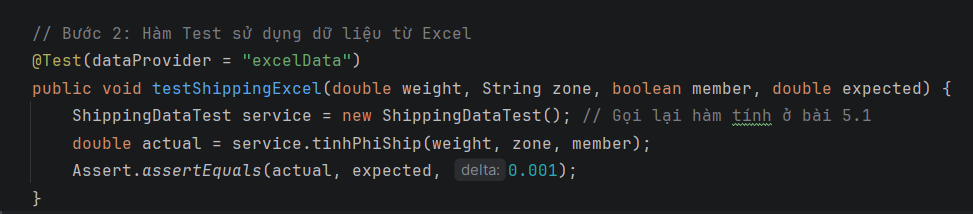 // Bước 2: Hàm Test sử dụng dữ liệu từ Excel
@Test(dataProvider = "excelData")
public void testShippingExcel(double weight, String zone, boolean member, double expected) {
    ShippingDataTest service = new ShippingDataTest(); // Gọi lại hàm tính ở bài 5.1
    double actual = service.tinhPhiShip(weight, zone, member);
    Assert.assertEquals(actual, expected, delta: 0.001);
}